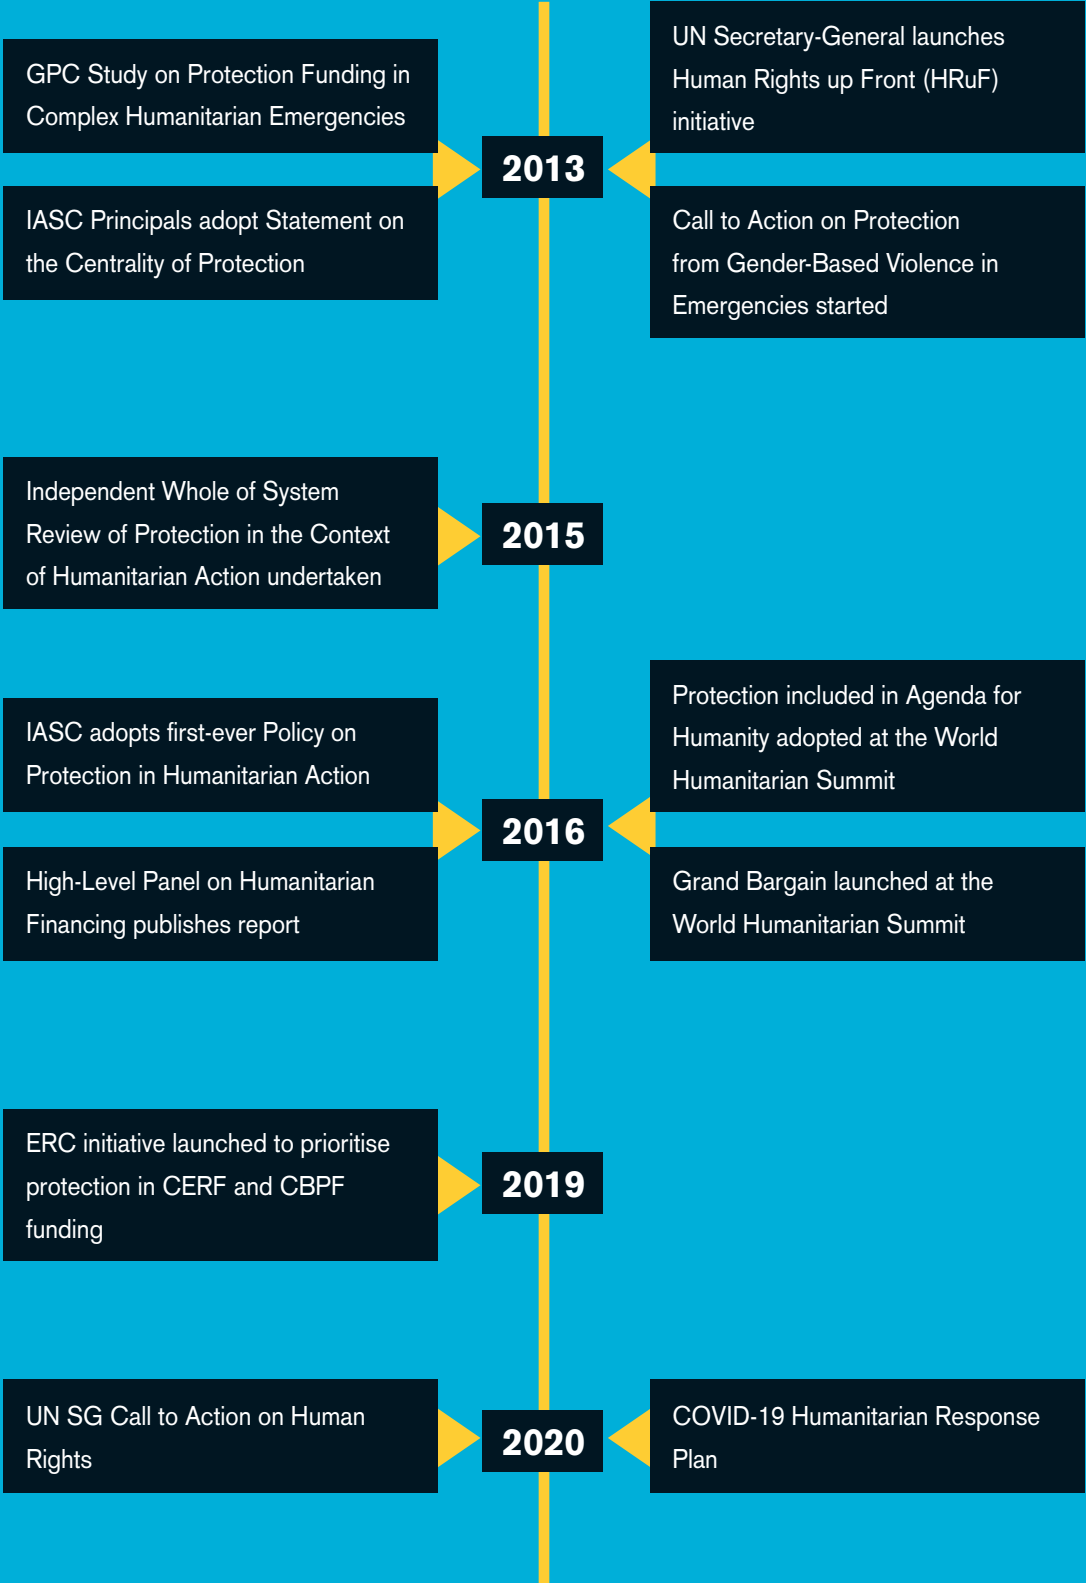 GPC Study on Protection Funding in
Complex Humanitarian Emergencies
IASC Principals adopt Statement on
the Centrality of Protection
2013
UN Secretary-General launches
Human Rights up Front (HRuF)
initiative
Call to Action on Protection
from Gender-Based Violence in
Emergencies started
Independent Whole of System
Review of Protection in the Context
of Humanitarian Action undertaken
2015
IASC adopts first-ever Policy on
Protection in Humanitarian Action
High-Level Panel on Humanitarian
Financing publishes report
2016
Protection included in Agenda for
Humanity adopted at the World
Humanitarian Summit
Grand Bargain launched at the
World Humanitarian Summit
ERC initiative launched to prioritise
protection in CERF and CBPF
funding
2019
UN SG Call to Action on Human
Rights
2020
COVID-19 Humanitarian Response
Plan